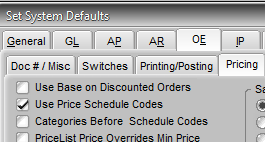 Set System Defaults
General GL AP AR OE IP
Doc # / Misc Switches Printing/Posting Pricing
Use Base on Discounted Orders Sa
Use Price Schedule Codes
Categories Before Schedule Codes
PriceList Price Overrides Min Price